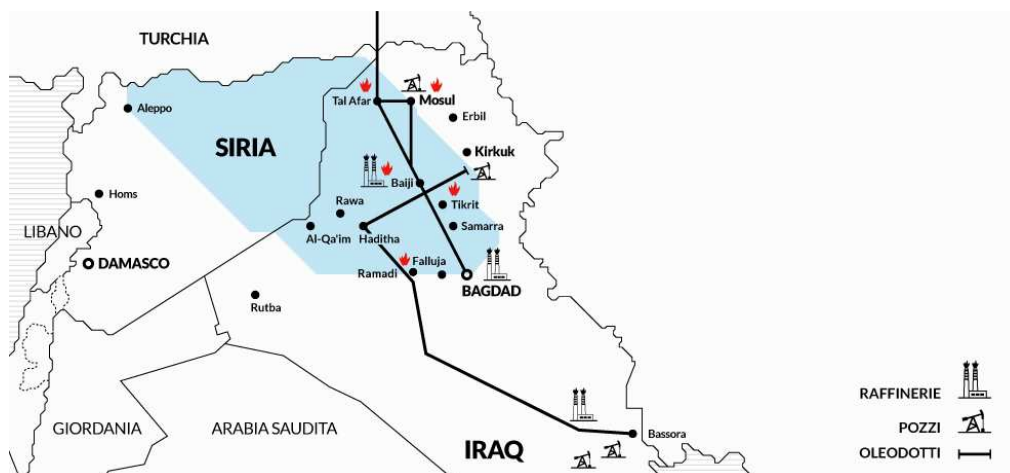 TURCHIA
Tal Afar
Mosul
Aleppo
Erbil
SIRIA
Kirkuk
Baiji
Homs
Rawa
Tikrit
LIBANO
Al-Qa'im
Haditha
Samarra
DAMASCO
Falluja
Ramadi
BAGDAD
Rutba
RAFFINERIE
GIORDANIA
ARABIA SAUDITA
POZZI
IRAQ
Bassora
OLEODOTTI